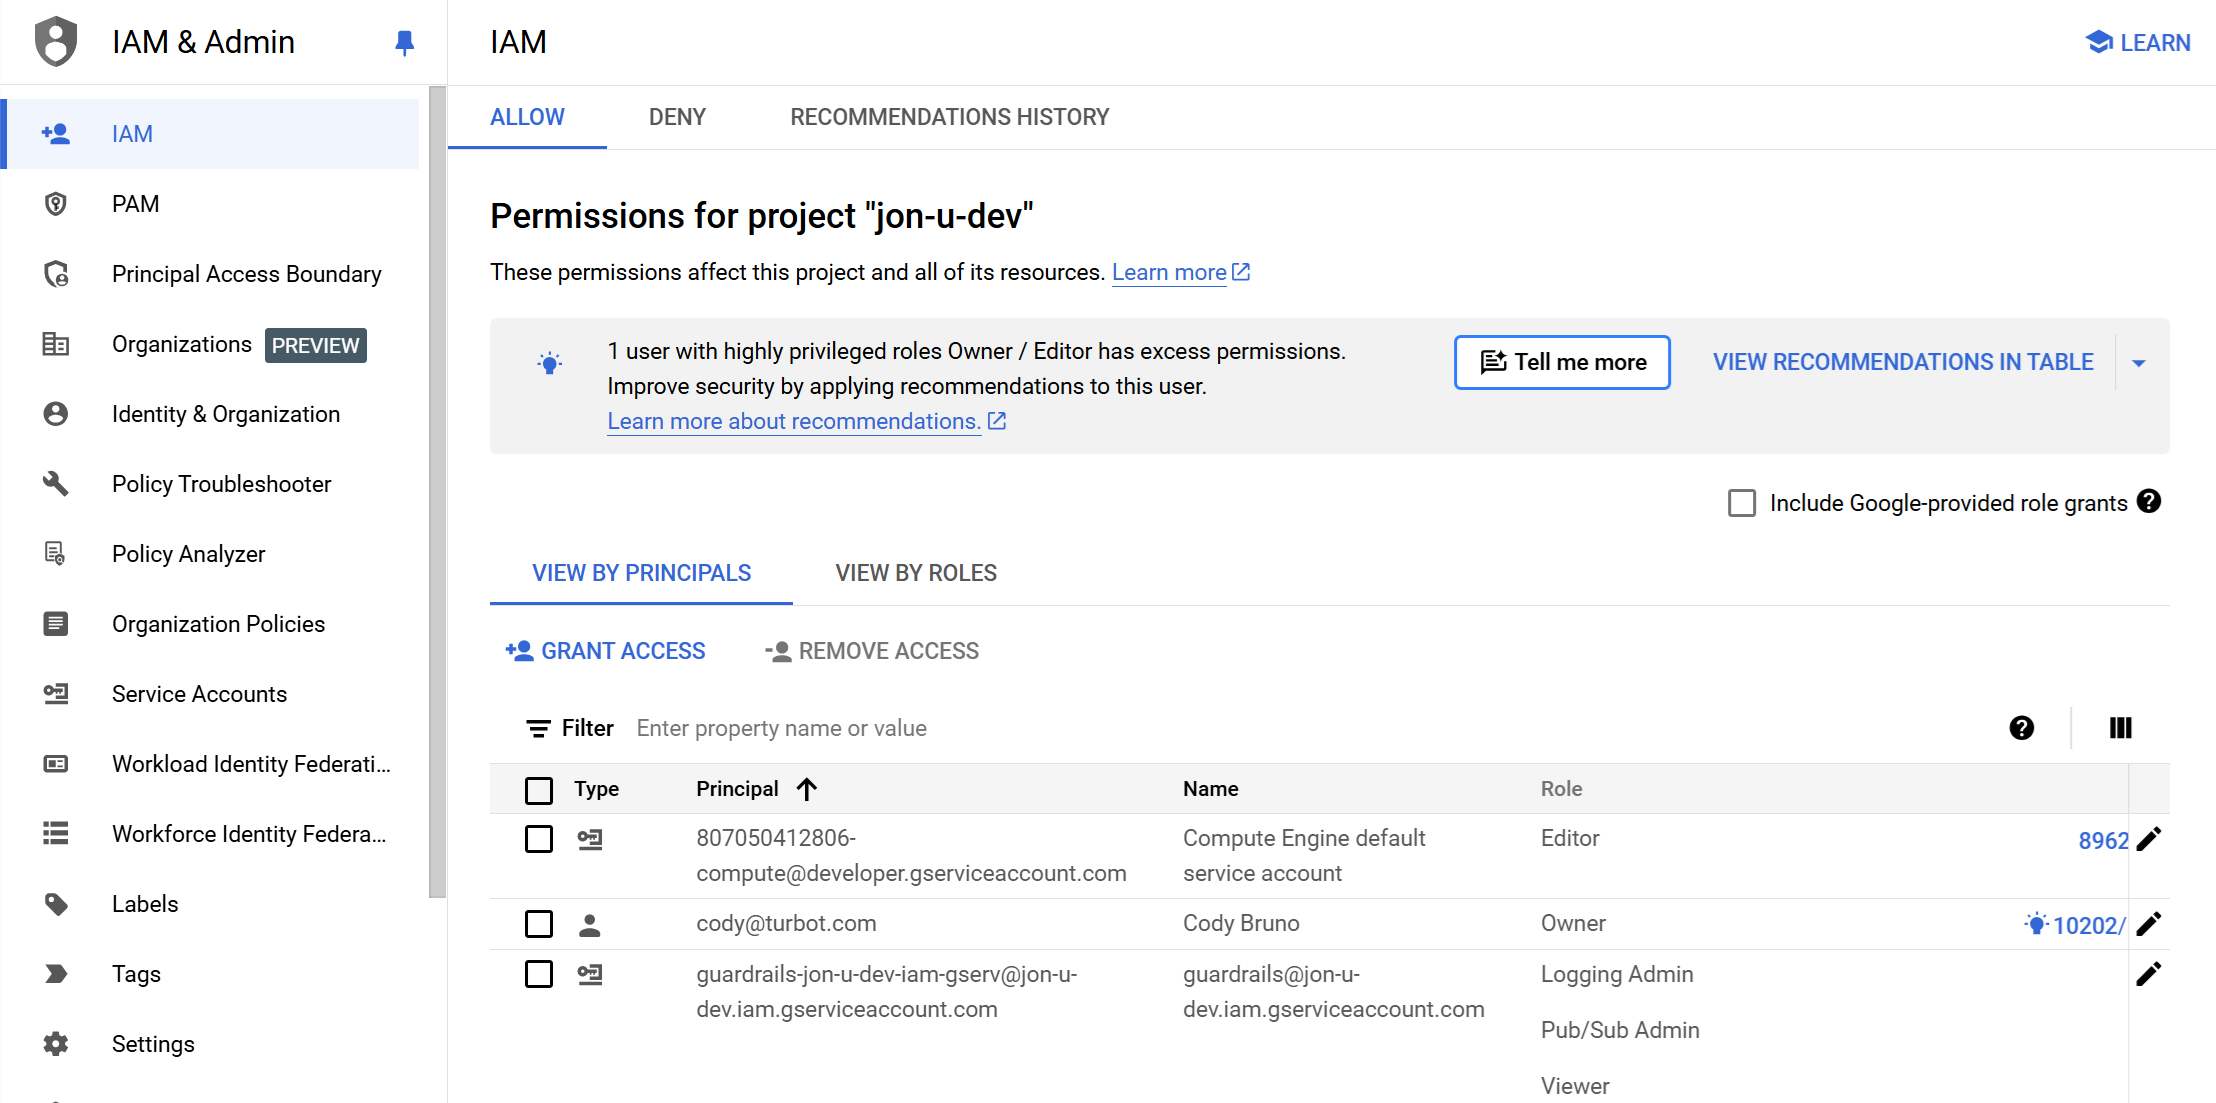 IAM & Admin
IAM
PAM
Principal Access Boundary
Organizations PREVIEW
Identity & Organization
Policy Troubleshooter
Policy Analyzer
Organization Policies
Service Accounts
Workload Identity Federati...
Workforce Identity Federa...
Labels
Tags
Settings
IAM
LEARN
ALLOW DENY RECOMMENDATIONS HISTORY
Permissions for project "jon-u-dev"
These permissions affect this project and all of its resources. Learn more
1 user with highly privileged roles Owner / Editor has excess permissions.
Improve security by applying recommendations to this user.
Learn more about recommendations.
Tell me more
VIEW RECOMMENDATIONS IN TABLE
Include Google-provided role grants
VIEW BY PRINCIPALS VIEW BY ROLES
GRANT ACCESS REMOVE ACCESS
Filter Enter property name or value
Type Principal Name Role
807050412806-
compute@developer.gserviceaccount.com
Compute Engine default
service account
Editor
8962
cody@turbot.com Cody Bruno Owner 10202/
guardrails-jon-u-dev-iam-gserv@jon-u-
dev.iam.gserviceaccount.com
guardrails@jon-u-
dev.iam.gserviceaccount.com
Logging Admin
Pub/Sub Admin
Viewer